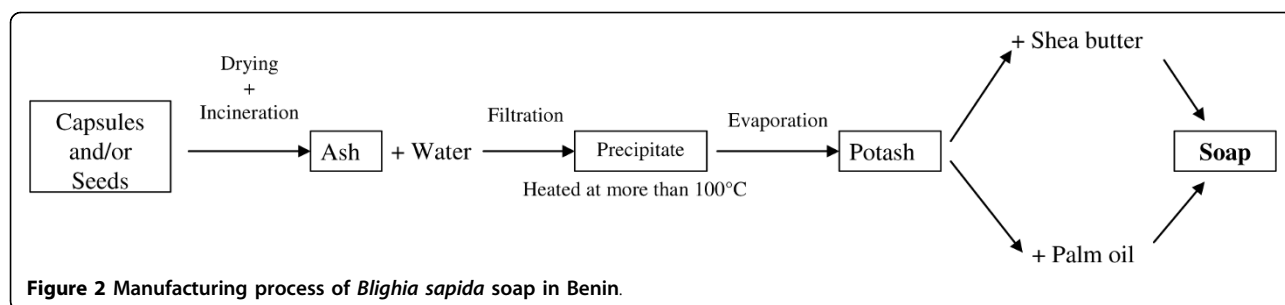 Capsules
and/or
Seeds
Drying
+
Incineration
Ash
+ Water
Filtration
Precipitate
Heated at more than 100°C
Evaporation
Potash
+ Shea butter
+ Palm oil
Soap
Figure 2 Manufacturing process of Blighia sapida soap in Benin.